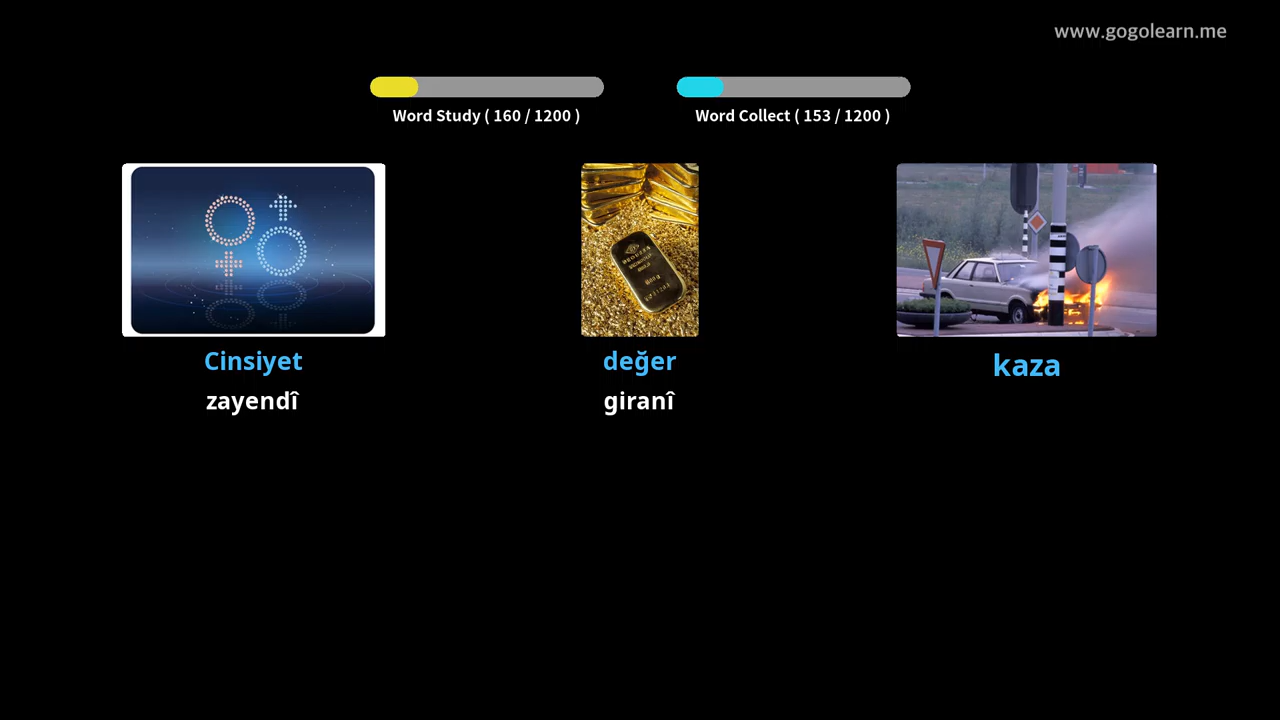 www.gogolearn.me
Word Study ( 160 / 1200 )
Word Collect ( 153 / 1200 )
Cinsiyet
değer
kaza
zayendî
giranî